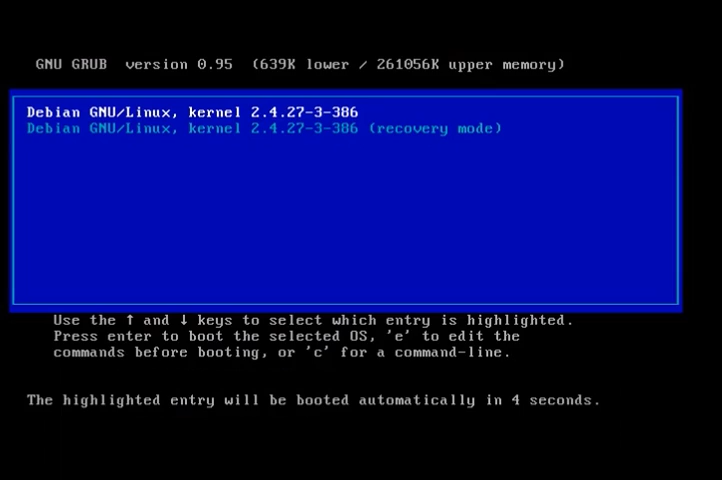 GNU GRUB  version 0.95  (639K lower / 261056K upper memory)
Debian GNU/Linux, kernel 2.4.27-3-386
Debian GNU/Linux, kernel 2.4.27-3-386 (recovery mode)
Use the ↑ and ↓ keys to select which entry is highlighted.
Press enter to boot the selected OS, 'e' to edit the
commands before booting, or 'c' for a command-line.
The highlighted entry will be booted automatically in 4 seconds.